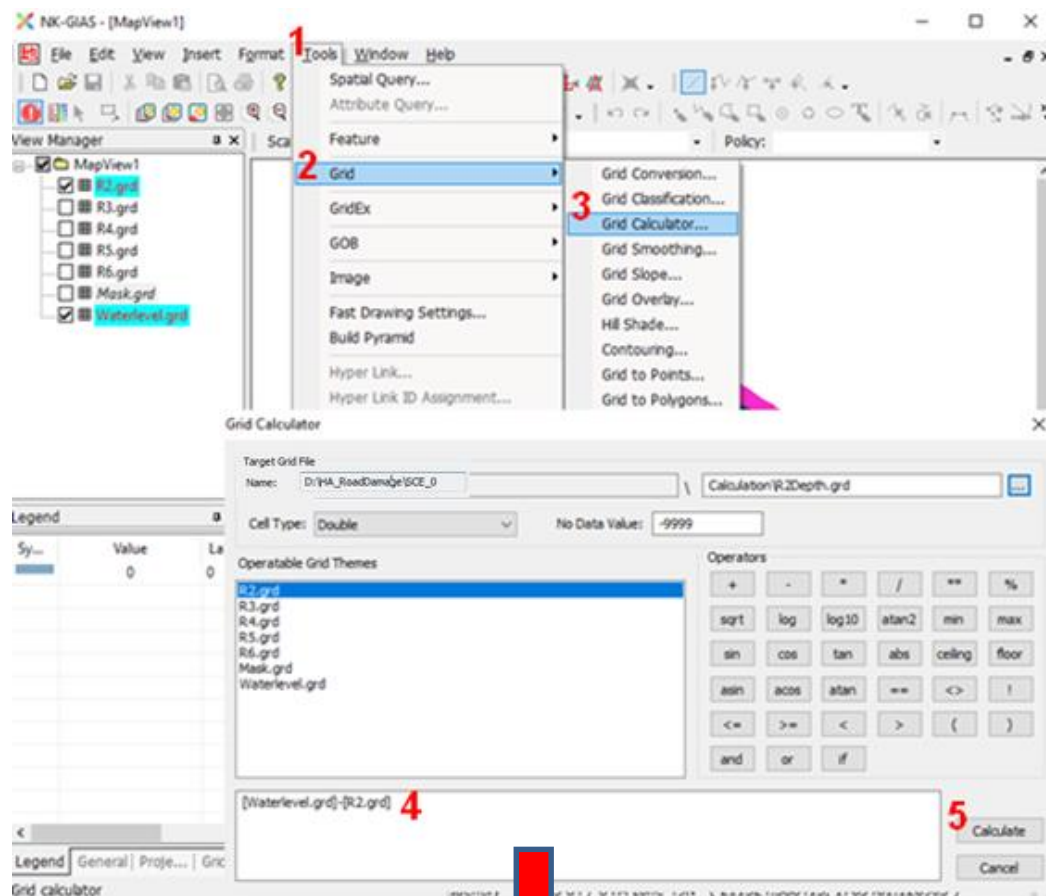 NK-GIAS - [MapView1]
1
File Edit View Insert Format Tools Window Help
View Manager
Sca
Policy:
MapView1
R2.grd
R3.grd
R4.grd
R5.grd
R6.grd
Mask.grd
Waterlevel.grd
Spatial Query...
Attribute Query...
Feature
2 Grid
GridEx
GOB
Image
Fast Drawing Settings...
Build Pyramid
Hyper Link...
Hyper Link ID Assignment...
Grid Conversion...
Grid Classification...
3 Grid Calculator...
Grid Smoothing...
Grid Slope...
Grid Overlay...
Hill Shade...
Contouring...
Grid to Points...
Grid to Polygons...
Grid Calculator
Target Grid File
Name: D:\HA_RoadDamage\SCE_0 \ Calculation\R2Depth.grd ...
Cell Type: Double No Data Value: -9999
Operatable Grid Themes
R2.grd
R3.grd
R4.grd
R5.grd
R6.grd
Mask.grd
Waterlevel.grd
Operators
+ - * / ** %
sqrt log log10 atan2 min max
sin cos tan abs ceiling floor
asin acos atan == <> !
<= >= < > ( )
and or if
[Waterlevel.grd]-[R2.grd] 4
5
Calculate
Cancel
Legend
Sy... Value La
0 0
Legend General Proje... Gric
Grid calculator